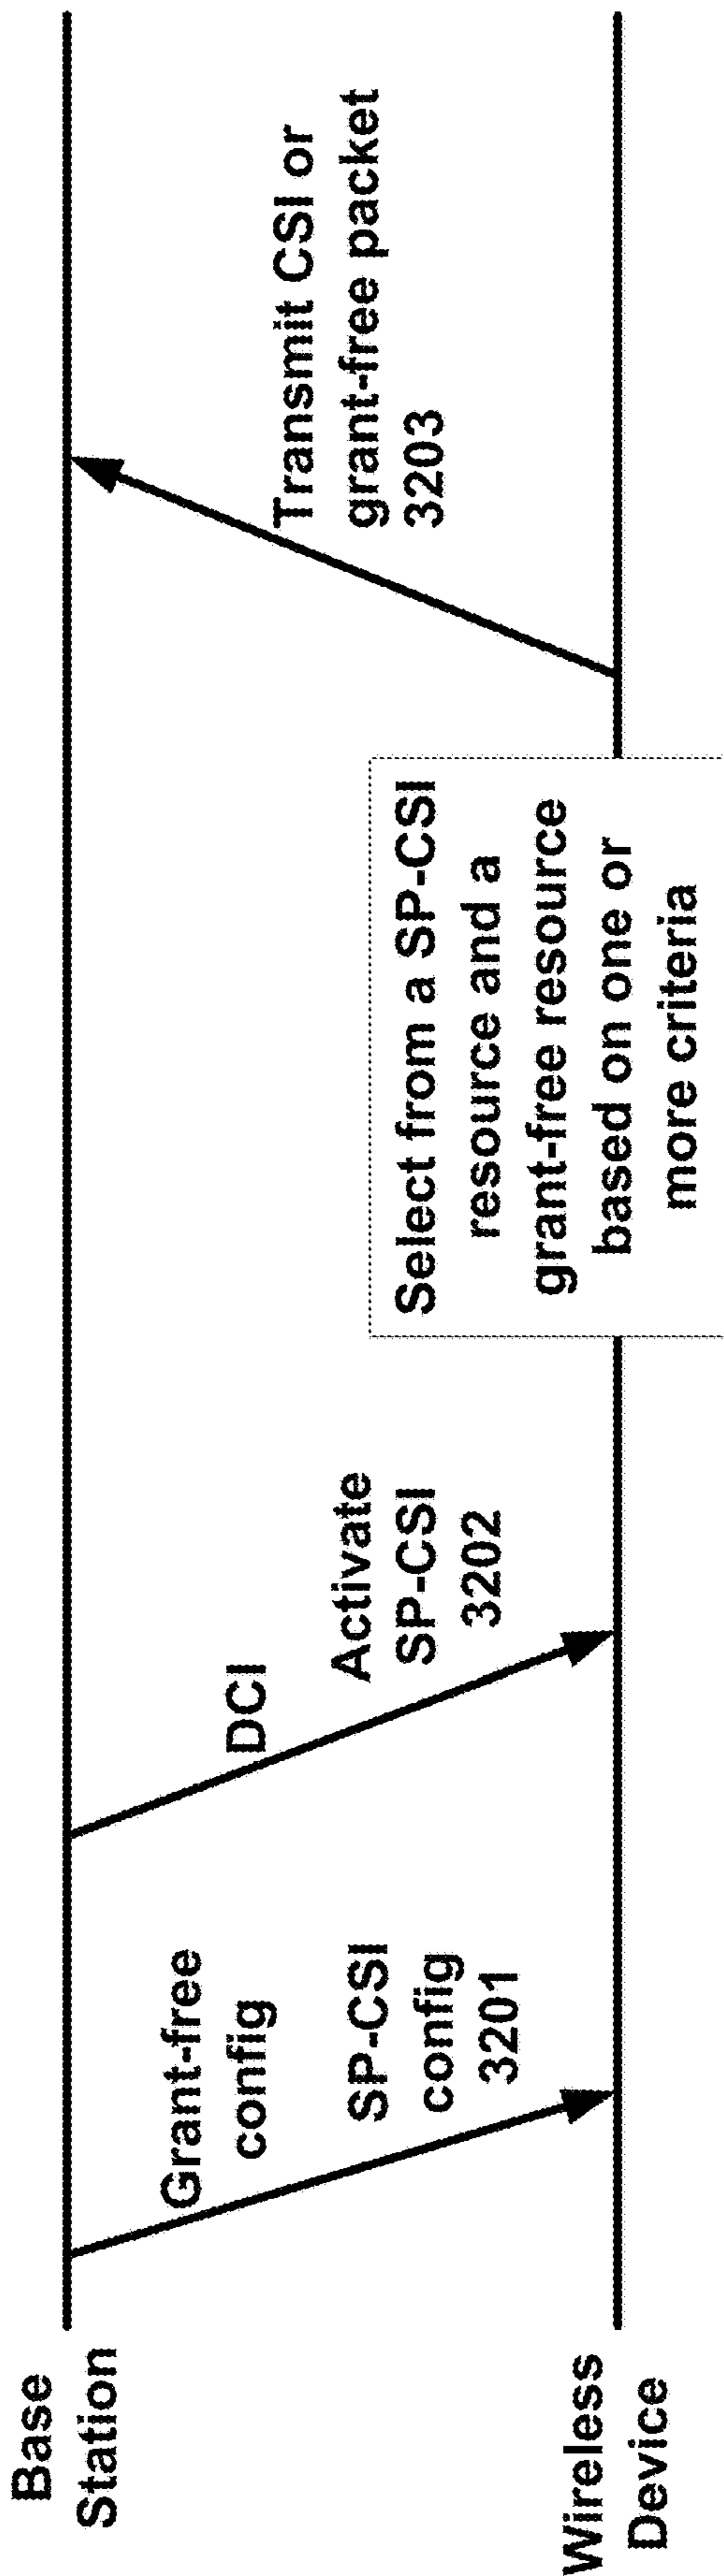 Base
Station
Wireless
Device
Grant-free
config
SP-CSI
config
3201
DCI
Activate
SP-CSI
3202
Select from a SP-CSI
resource and a
grant-free resource
based on one or
more criteria
Transmit CSI or
grant-free packet
3203